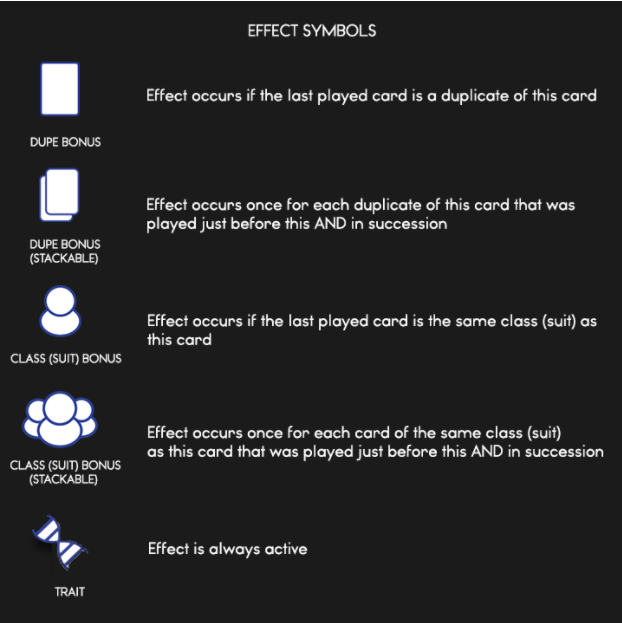 EFFECT SYMBOLS
Effect occurs if the last played card is a duplicate of this card
DUPE BONUS
Effect occurs once for each duplicate of this card that was
played just before this AND in succession
DUPE BONUS
(STACKABLE)
Effect occurs if the last played card is the same class (suit) as
this card
CLASS (SUIT) BONUS
Effect occurs once for each card of the same class (suit)
as this card that was played just before this AND in succession
CLASS (SUIT) BONUS
(STACKABLE)
Effect is always active
TRAIT